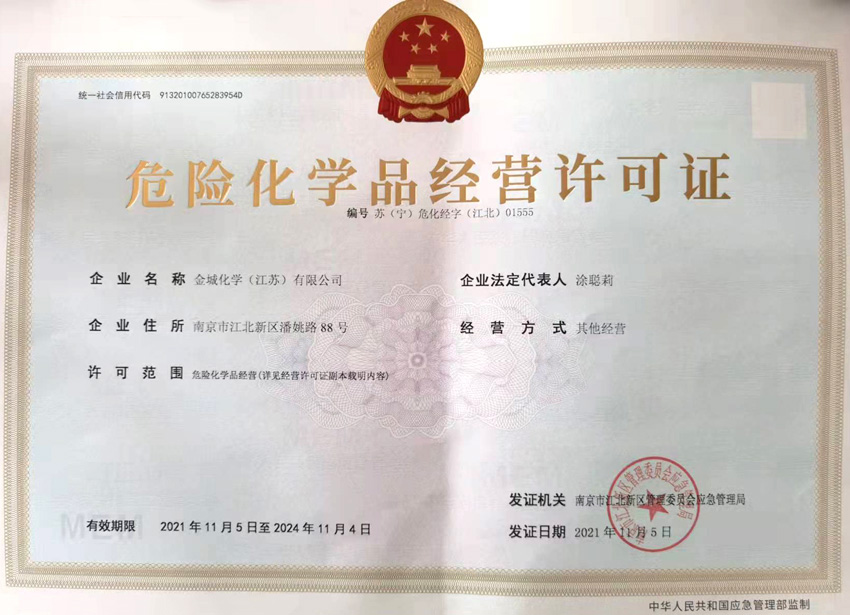 统一社会信用代码 91320100765283954D
危险化学品经营许可证
编号 苏（宁）危化经字（江北）01555
企业名称 金城化学（江苏）有限公司
企业法定代表人 涂聪莉
企业住所 南京市江北新区潘姚路88号
经营方式 其他经营
许可范围 危险化学品经营(详见经营许可证副本载明内容)
发证机关 南京市江北新区管理委员会应急管理局
有效期限 2021年11月5日至2024年11月4日
发证日期 2021年11月5日
MEM
中华人民共和国应急管理部监制